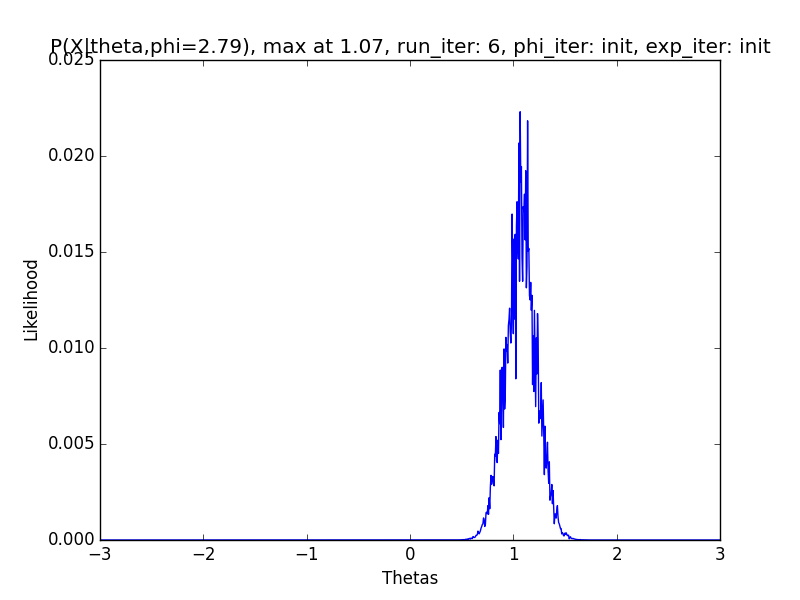 P(X|theta,phi=2.79), max at 1.07, run_iter: 6, phi_iter: init, exp_iter: init
0.025
0.020
0.015
0.010
0.005
0.000
Likelihood
−3 −2 −1 0 1 2 3
Thetas